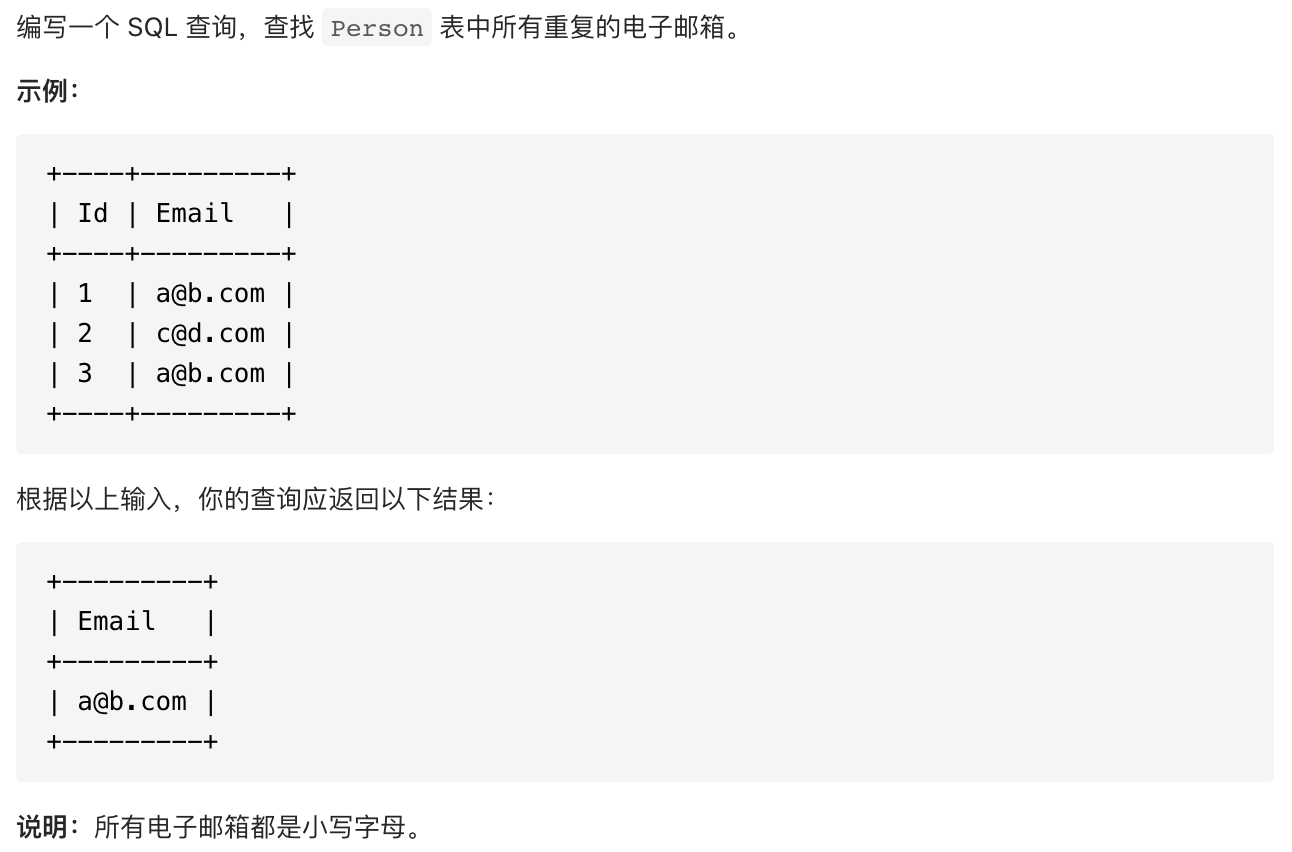 编写一个 SQL 查询，查找 Person 表中所有重复的电子邮箱。
示例：
+----+---------+
| Id | Email   |
+----+---------+
| 1  | a@b.com |
| 2  | c@d.com |
| 3  | a@b.com |
+----+---------+
根据以上输入，你的查询应返回以下结果：
+---------+
| Email   |
+---------+
| a@b.com |
+---------+
说明：所有电子邮箱都是小写字母。